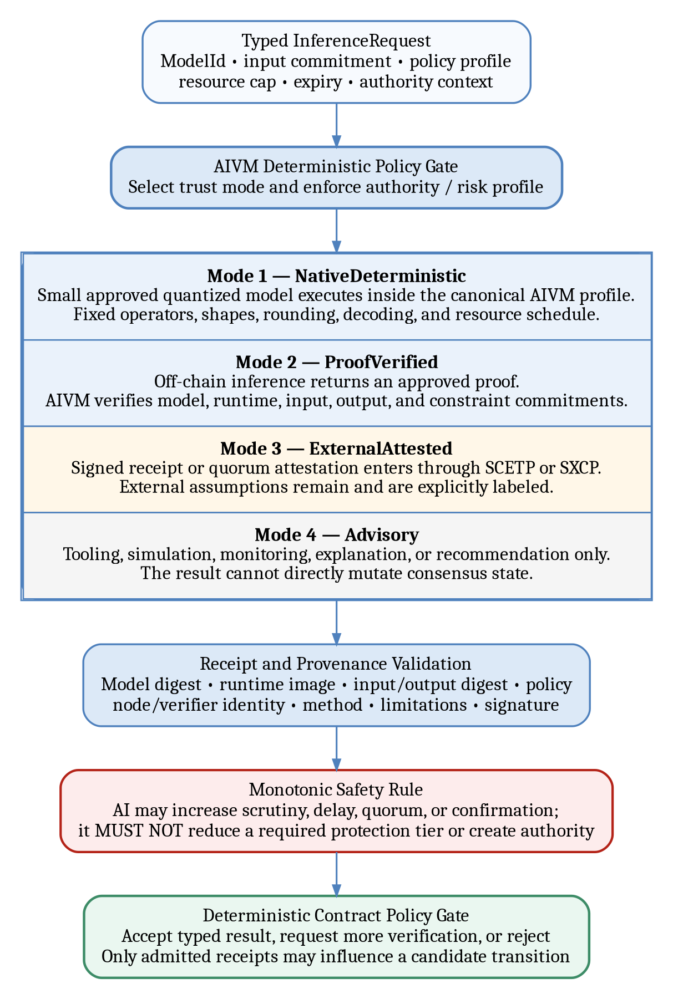 Typed InferenceRequest
ModelId • input commitment • policy profile
resource cap • expiry • authority context
AIVM Deterministic Policy Gate
Select trust mode and enforce authority / risk profile
Mode 1 — NativeDeterministic
Small approved quantized model executes inside the canonical AIVM profile.
Fixed operators, shapes, rounding, decoding, and resource schedule.
Mode 2 — ProofVerified
Off-chain inference returns an approved proof.
AIVM verifies model, runtime, input, output, and constraint commitments.
Mode 3 — ExternalAttested
Signed receipt or quorum attestation enters through SCETP or SXCP.
External assumptions remain and are explicitly labeled.
Mode 4 — Advisory
Tooling, simulation, monitoring, explanation, or recommendation only.
The result cannot directly mutate consensus state.
Receipt and Provenance Validation
Model digest • runtime image • input/output digest • policy
node/verifier identity • method • limitations • signature
Monotonic Safety Rule
AI may increase scrutiny, delay, quorum, or confirmation;
it MUST NOT reduce a required protection tier or create authority
Deterministic Contract Policy Gate
Accept typed result, request more verification, or reject
Only admitted receipts may influence a candidate transition